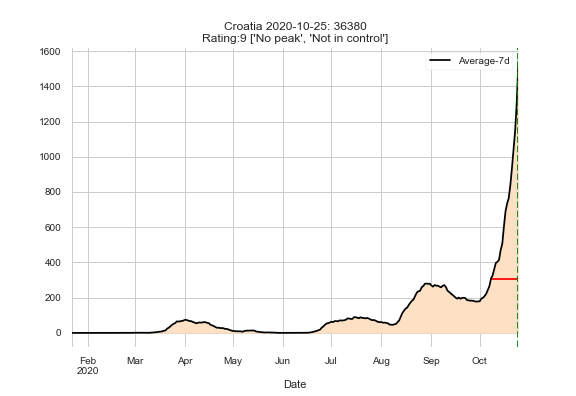 Croatia 2020-10-25: 36380
Rating:9 ['No peak', 'Not in control']
Average-7d
1600
1400
1200
1000
800
600
400
200
0
Feb Mar Apr May Jun Jul Aug Sep Oct
2020
Date